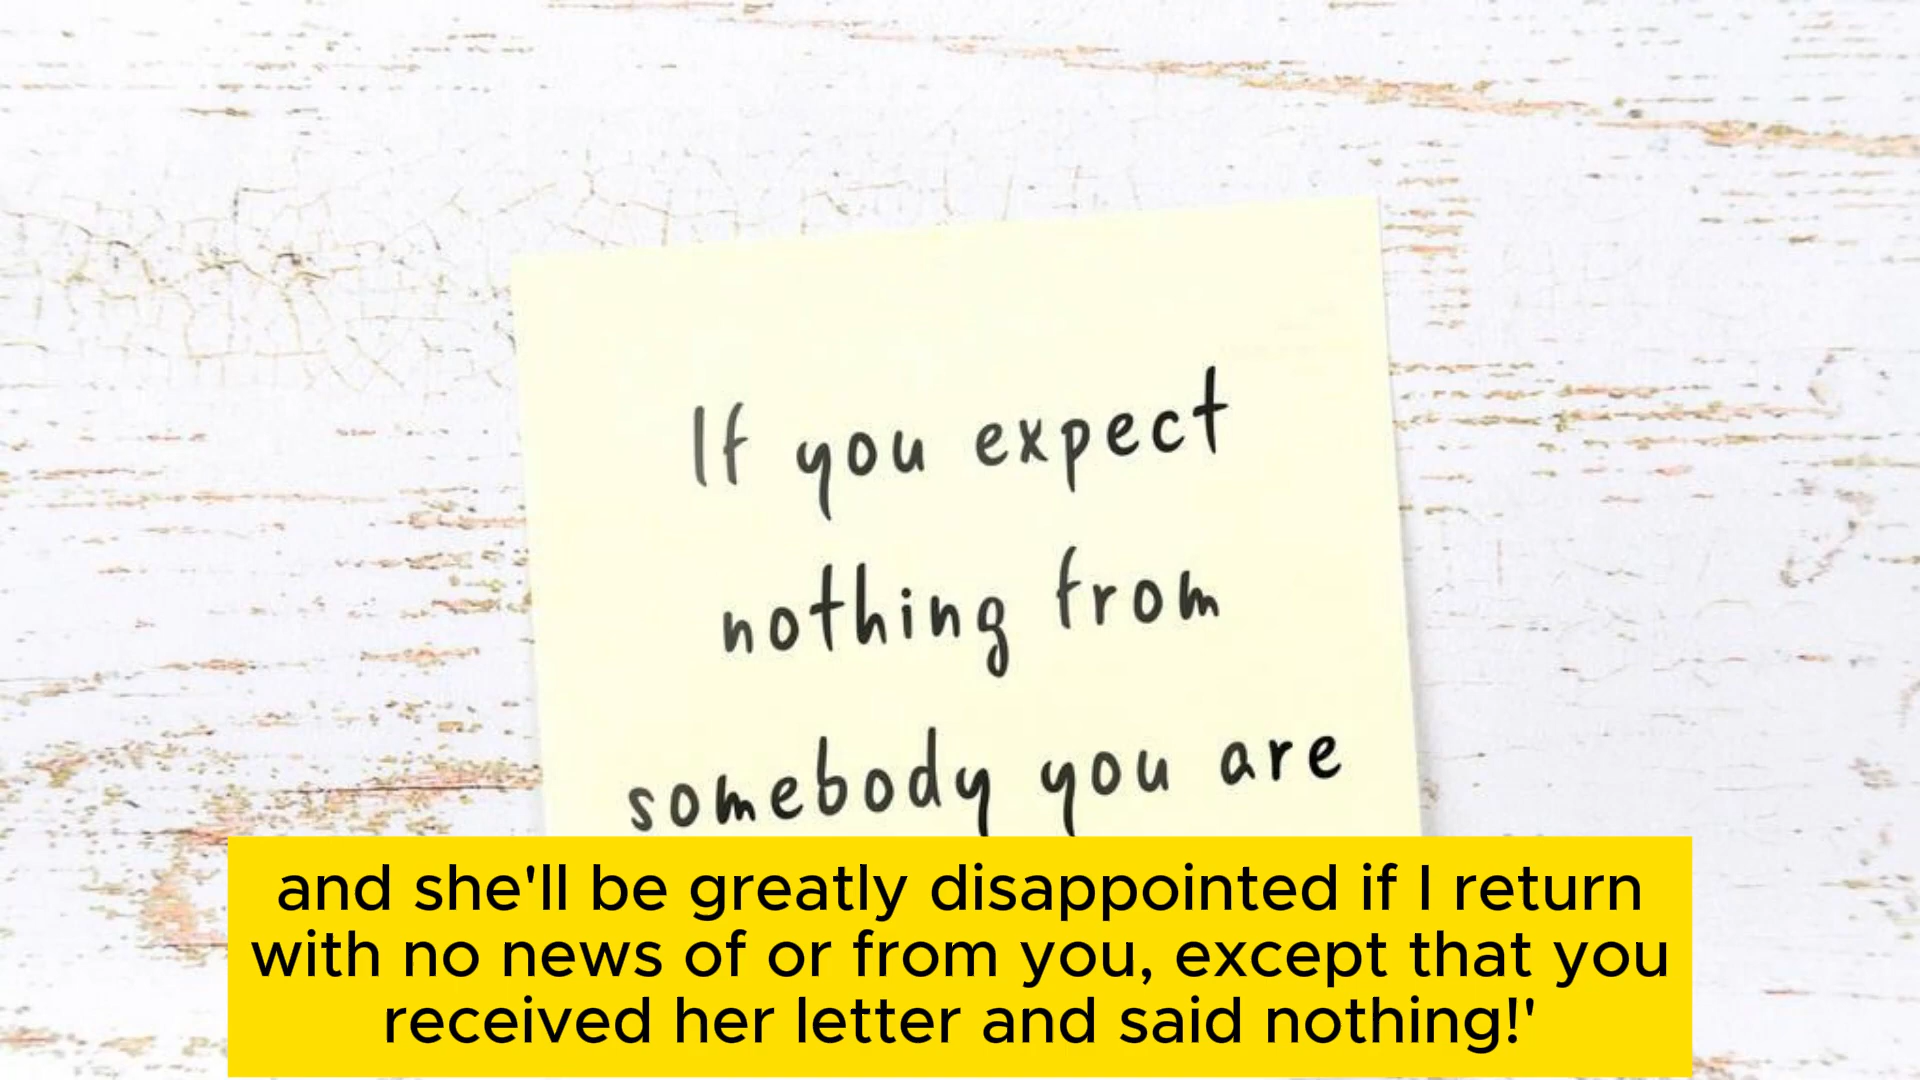 If you expect
nothing from
somebody you are
and she'll be greatly disappointed if I return
with no news of or from you, except that you
received her letter and said nothing!'